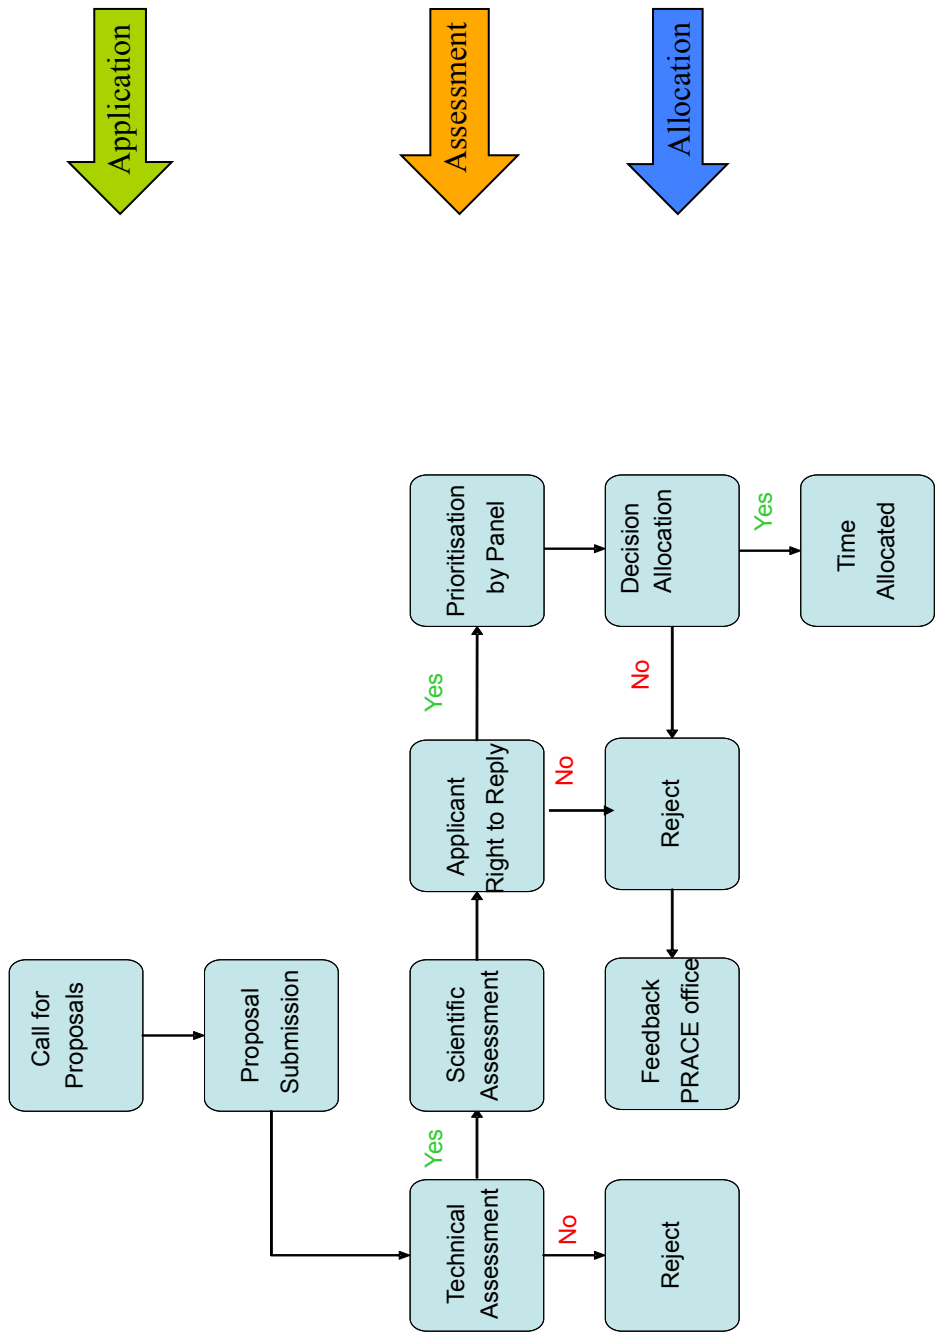 Application
Assessment
Allocation
Call for
Proposals
Proposal
Submission
Technical
Assessment
Yes
No
Reject
Scientific
Assessment
Applicant
Right to Reply
Yes
No
Prioritisation
by Panel
Decision
Allocation
No
Yes
Reject
Feedback
PRACE office
Time
Allocated